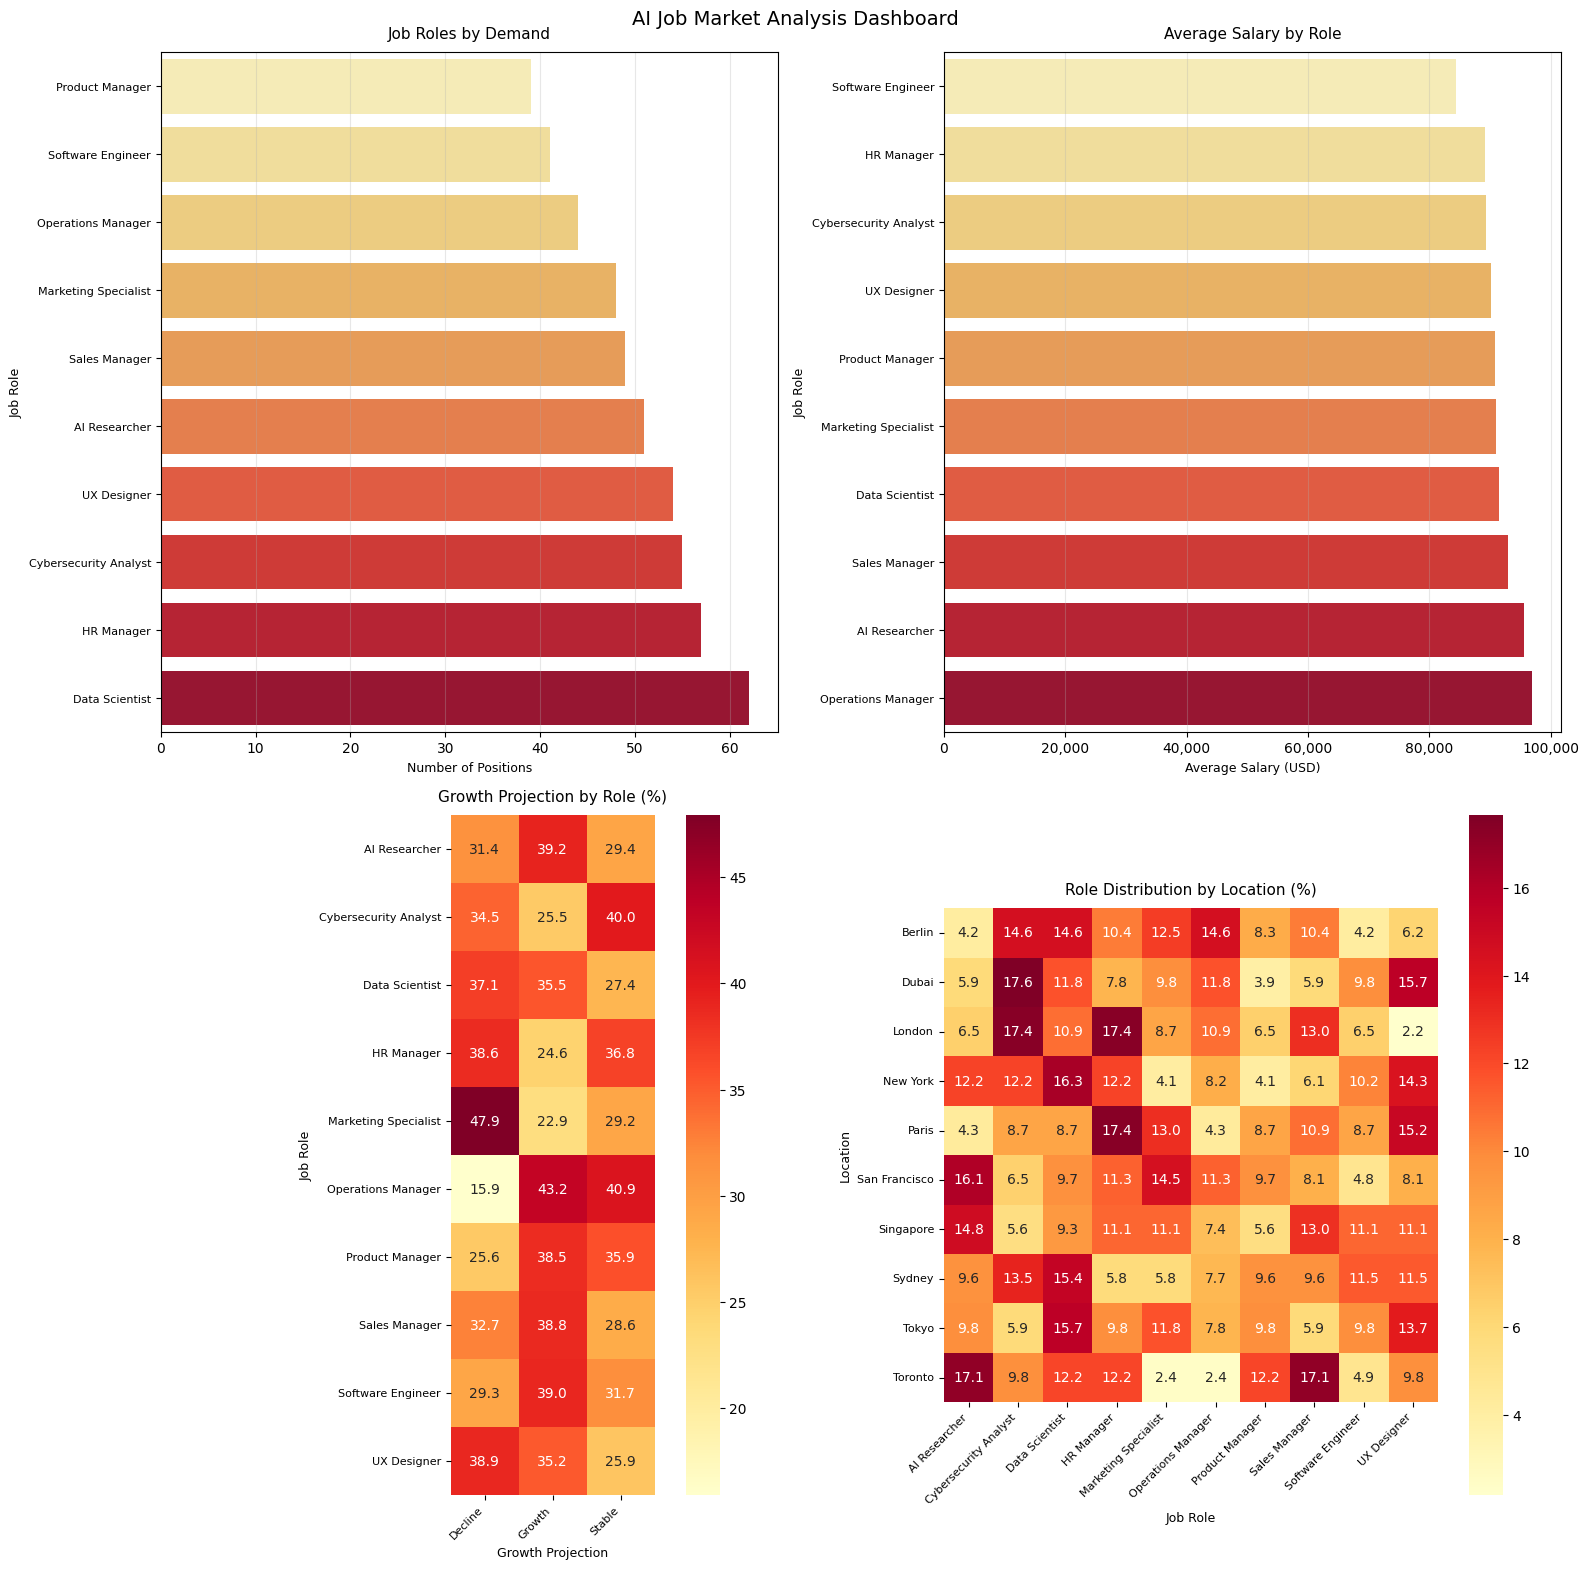 AI Job Market Analysis Dashboard
Job Roles by Demand
Job Role
Product Manager
Software Engineer
Operations Manager
Marketing Specialist
Sales Manager
AI Researcher
UX Designer
Cybersecurity Analyst
HR Manager
Data Scientist
0 10 20 30 40 50 60
Number of Positions
Average Salary by Role
Job Role
Software Engineer
HR Manager
Cybersecurity Analyst
UX Designer
Product Manager
Marketing Specialist
Data Scientist
Sales Manager
AI Researcher
Operations Manager
0 20,000 40,000 60,000 80,000 100,000
Average Salary (USD)
Growth Projection by Role (%)
Job Role
AI Researcher 31.4 39.2 29.4
Cybersecurity Analyst 34.5 25.5 40.0
Data Scientist 37.1 35.5 27.4
HR Manager 38.6 24.6 36.8
Marketing Specialist 47.9 22.9 29.2
Operations Manager 15.9 43.2 40.9
Product Manager 25.6 38.5 35.9
Sales Manager 32.7 38.8 28.6
Software Engineer 29.3 39.0 31.7
UX Designer 38.9 35.2 25.9
Decline Growth Stable
Growth Projection
45
40
35
30
25
20
Role Distribution by Location (%)
Location
Berlin 4.2 14.6 14.6 10.4 12.5 14.6 8.3 10.4 4.2 6.2
Dubai 5.9 17.6 11.8 7.8 9.8 11.8 3.9 5.9 9.8 15.7
London 6.5 17.4 10.9 17.4 8.7 10.9 6.5 13.0 6.5 2.2
New York 12.2 12.2 16.3 12.2 4.1 8.2 4.1 6.1 10.2 14.3
Paris 4.3 8.7 8.7 17.4 13.0 4.3 8.7 10.9 8.7 15.2
San Francisco 16.1 6.5 9.7 11.3 14.5 11.3 9.7 8.1 4.8 8.1
Singapore 14.8 5.6 9.3 11.1 11.1 7.4 5.6 13.0 11.1 11.1
Sydney 9.6 13.5 15.4 5.8 5.8 7.7 9.6 9.6 11.5 11.5
Tokyo 9.8 5.9 15.7 9.8 11.8 7.8 9.8 5.9 9.8 13.7
Toronto 17.1 9.8 12.2 12.2 2.4 2.4 12.2 17.1 4.9 9.8
AI Researcher Cybersecurity Analyst Data Scientist HR Manager Marketing Specialist Operations Manager Product Manager Sales Manager Software Engineer UX Designer
Job Role
16
14
12
10
8
6
4